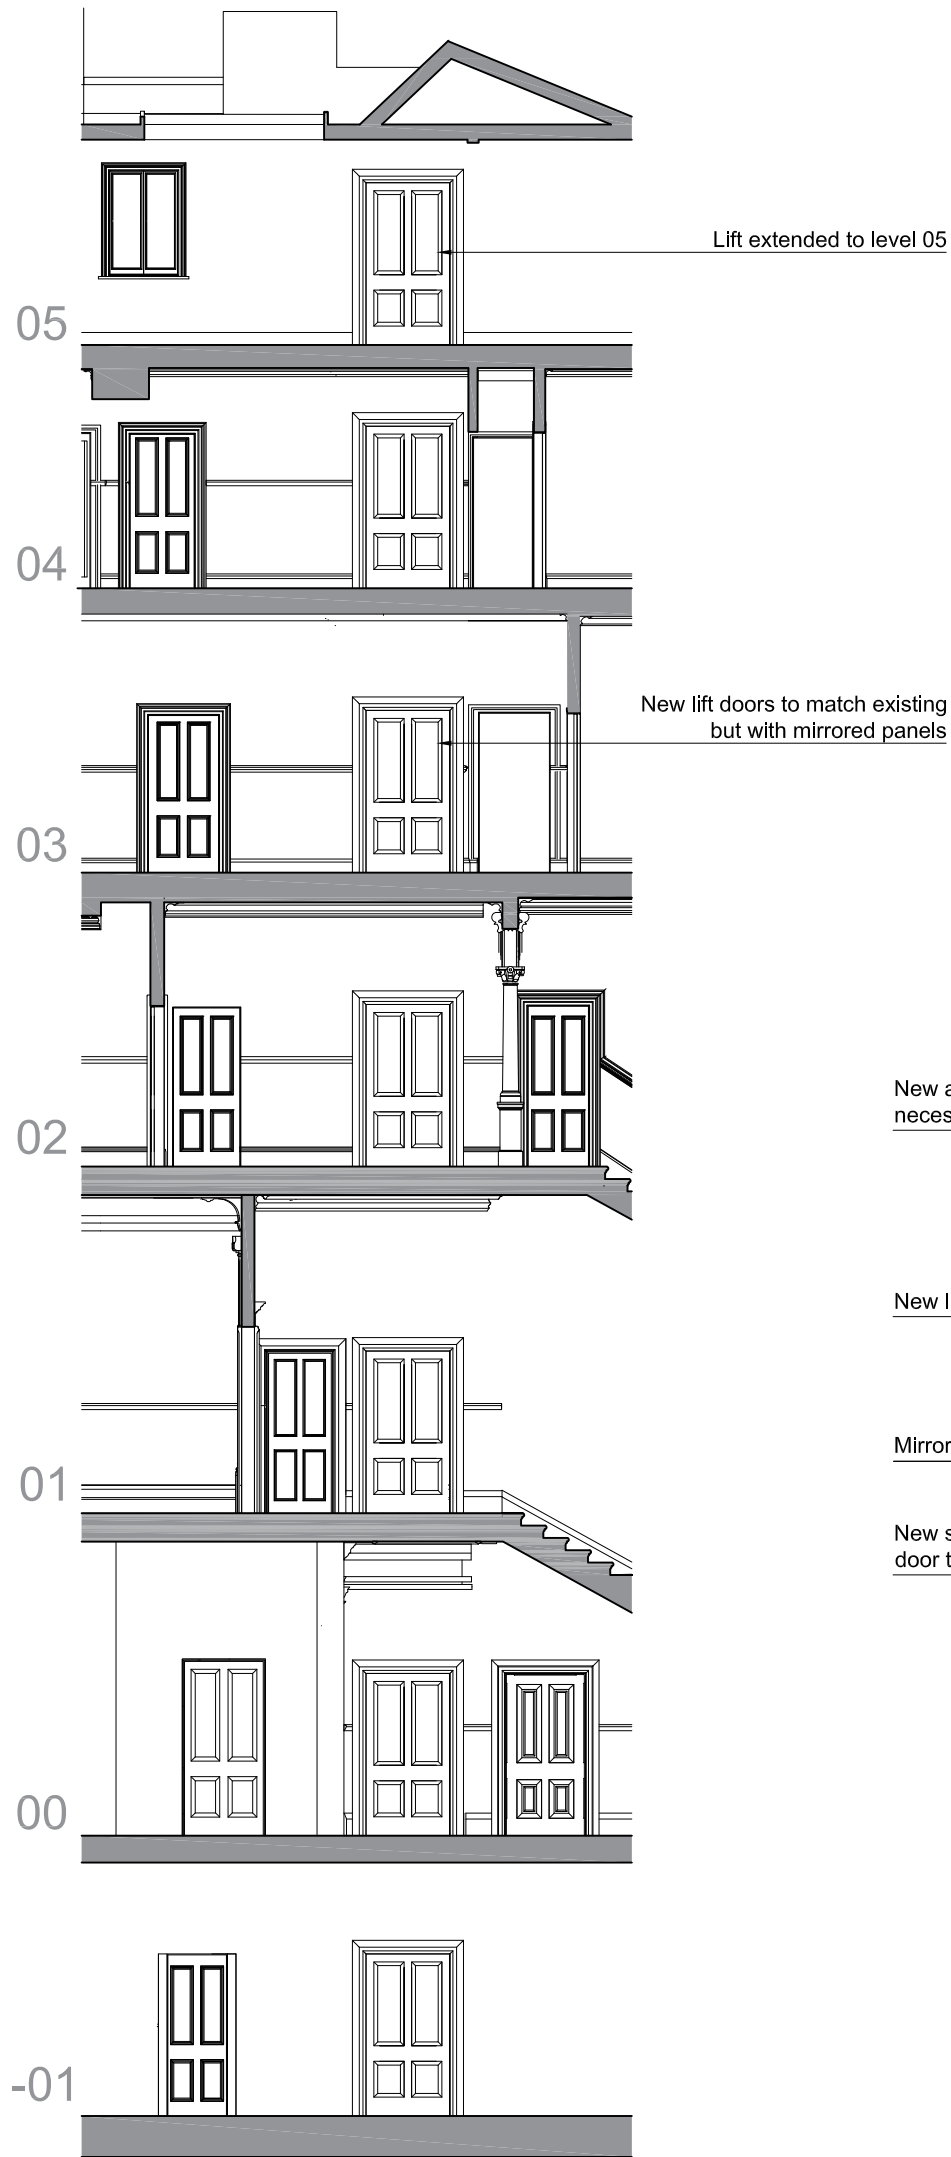 Lift extended to level 05
05
04
New lift doors to match existing
but with mirrored panels
03
New
02
New
01
Mirror
New
door
00
-01